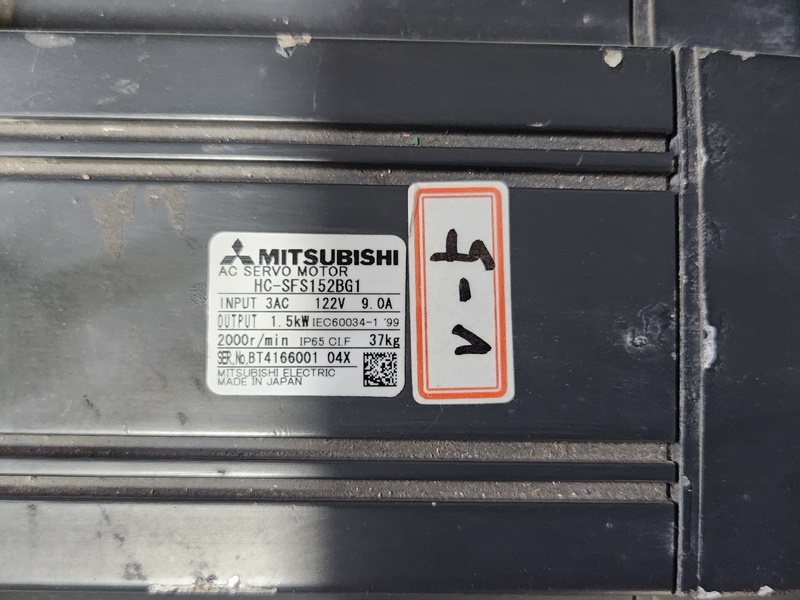 MITSUBISHI
AC SERVO MOTOR
HC-SFS152BG1
INPUT 3AC 122V 9.0A
OUTPUT 1.5kW IEC60034-1 '99
2000r/min IP65 Cl.F 37kg
SER.No.BT4166001 04X
MITSUBISHI ELECTRIC
MADE IN JAPAN